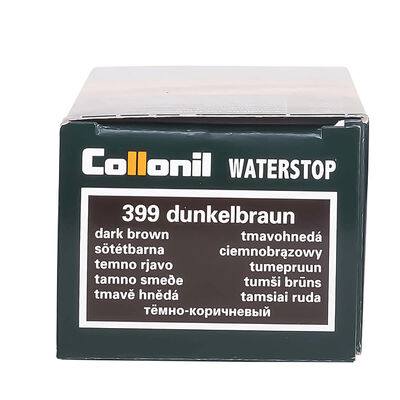 Collonil WATERSTOP
399 dunkelbraun
dark brown tmavohnedá
sötétbarna ciemnobrązowy
temno rjavo tumepruun
tamno smeđe tumši brūns
tmavě hnědá tamsiai ruda
тёмно-коричневый